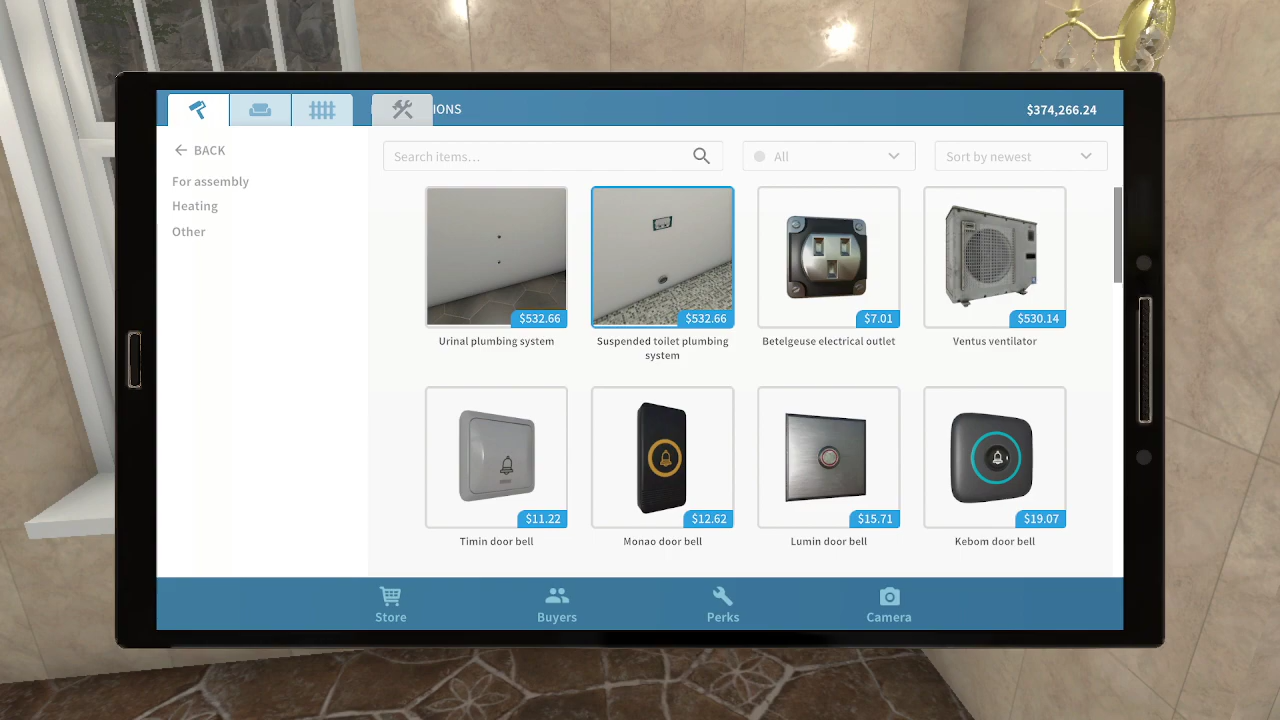 IONS
$374,266.24
BACK
Search items...
All
Sort by newest
For assembly
Heating
Other
$532.66
$532.66
$7.01
$530.14
Urinal plumbing system
Suspended toilet plumbing
system
Betelgeuse electrical outlet
Ventus ventilator
$11.22
$12.62
$15.71
$19.07
Timin door bell
Monao door bell
Lumin door bell
Kebom door bell
Store
Buyers
Perks
Camera